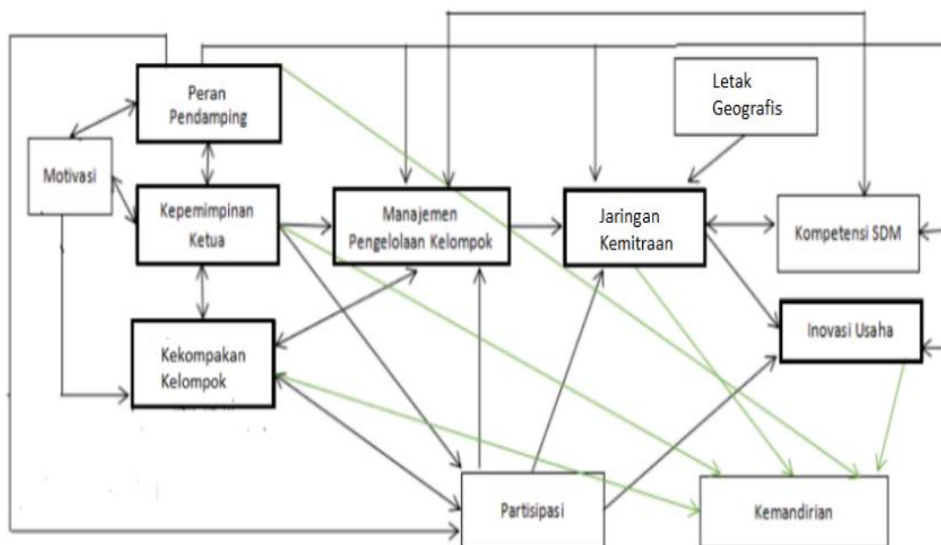 Peran
Pendamping
Letak
Geografis
Motivasi
Kepemimpinan
Ketua
Manajemen
Pengelolaan Kelompok
Jaringan
Kemitraan
Kompetensi SDM
Inovasi Usaha
Kekompakan
Kelompok
Partisipasi
Kemandirian